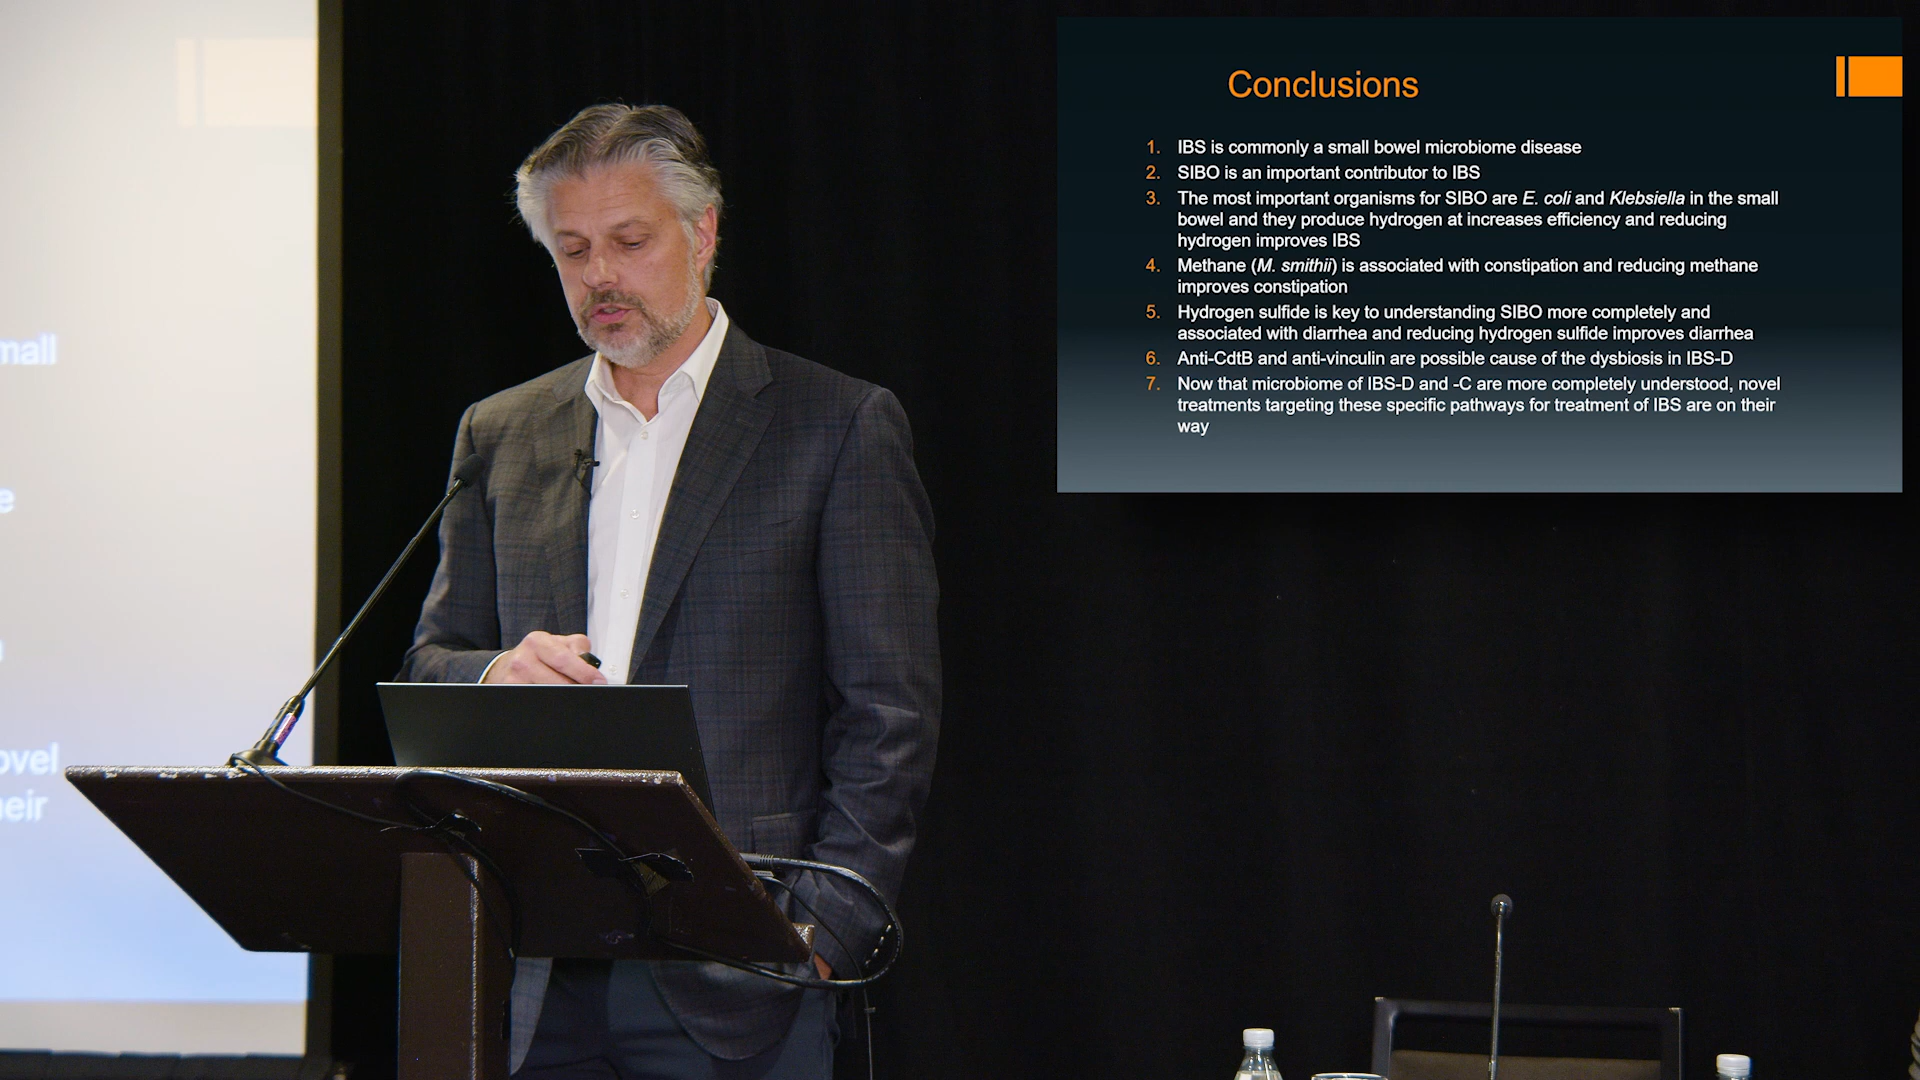 Conclusions
1. IBS is commonly a small bowel microbiome disease
2. SIBO is an important contributor to IBS
3. The most important organisms for SIBO are E. coli and Klebsiella in the small
bowel and they produce hydrogen at increases efficiency and reducing
hydrogen improves IBS
4. Methane (M. smithii) is associated with constipation and reducing methane
improves constipation
5. Hydrogen sulfide is key to understanding SIBO more completely and
associated with diarrhea and reducing hydrogen sulfide improves diarrhea
6. Anti-CdtB and anti-vinculin are possible cause of the dysbiosis in IBS-D
7. Now that microbiome of IBS-D and -C are more completely understood, novel
treatments targeting these specific pathways for treatment of IBS are on their
way